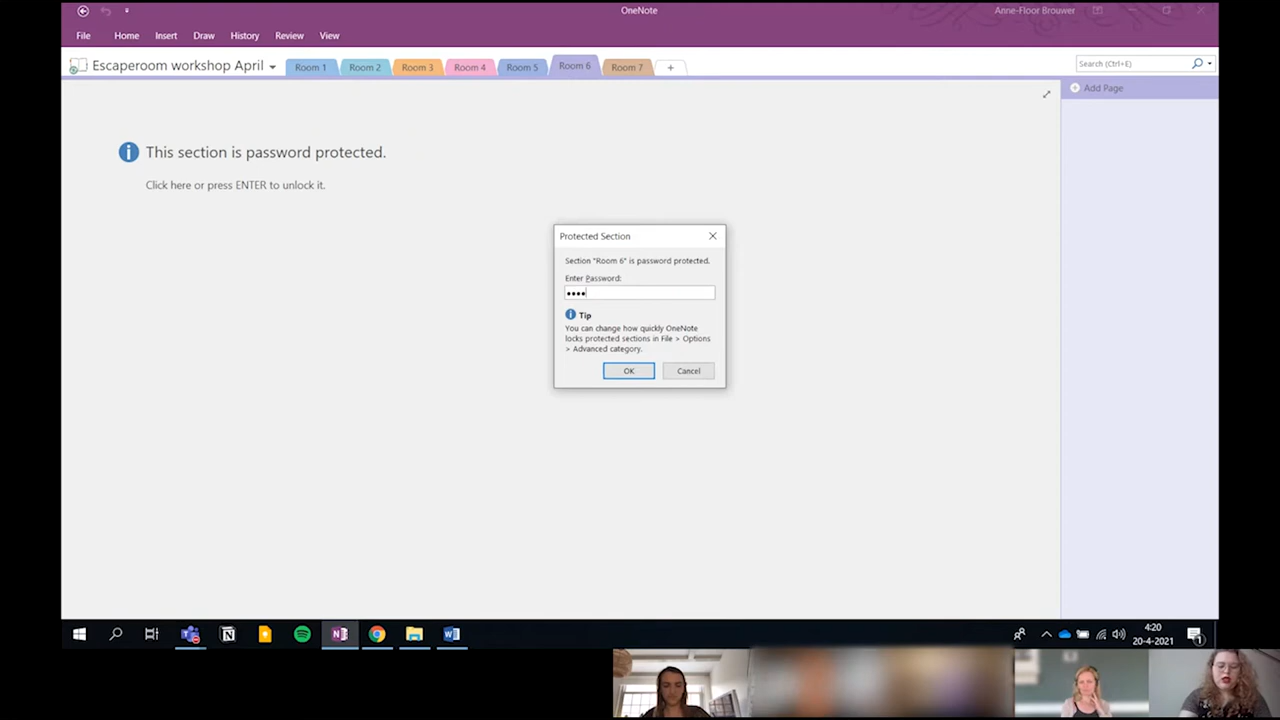 OneNote
Anne-Floor Brouwer
File Home Insert Draw History Review View
Escaperoom workshop April Room 1 Room 2 Room 3 Room 4 Room 5 Room 6 Room 7 +
Search (Ctrl+E)
Add Page
This section is password protected.
Click here or press ENTER to unlock it.
Protected Section
Section "Room 6" is password protected.
Enter Password:
••••
Tip
You can change how quickly OneNote
locks protected sections in File > Options
> Advanced category.
OK Cancel
4:20
20-4-2021